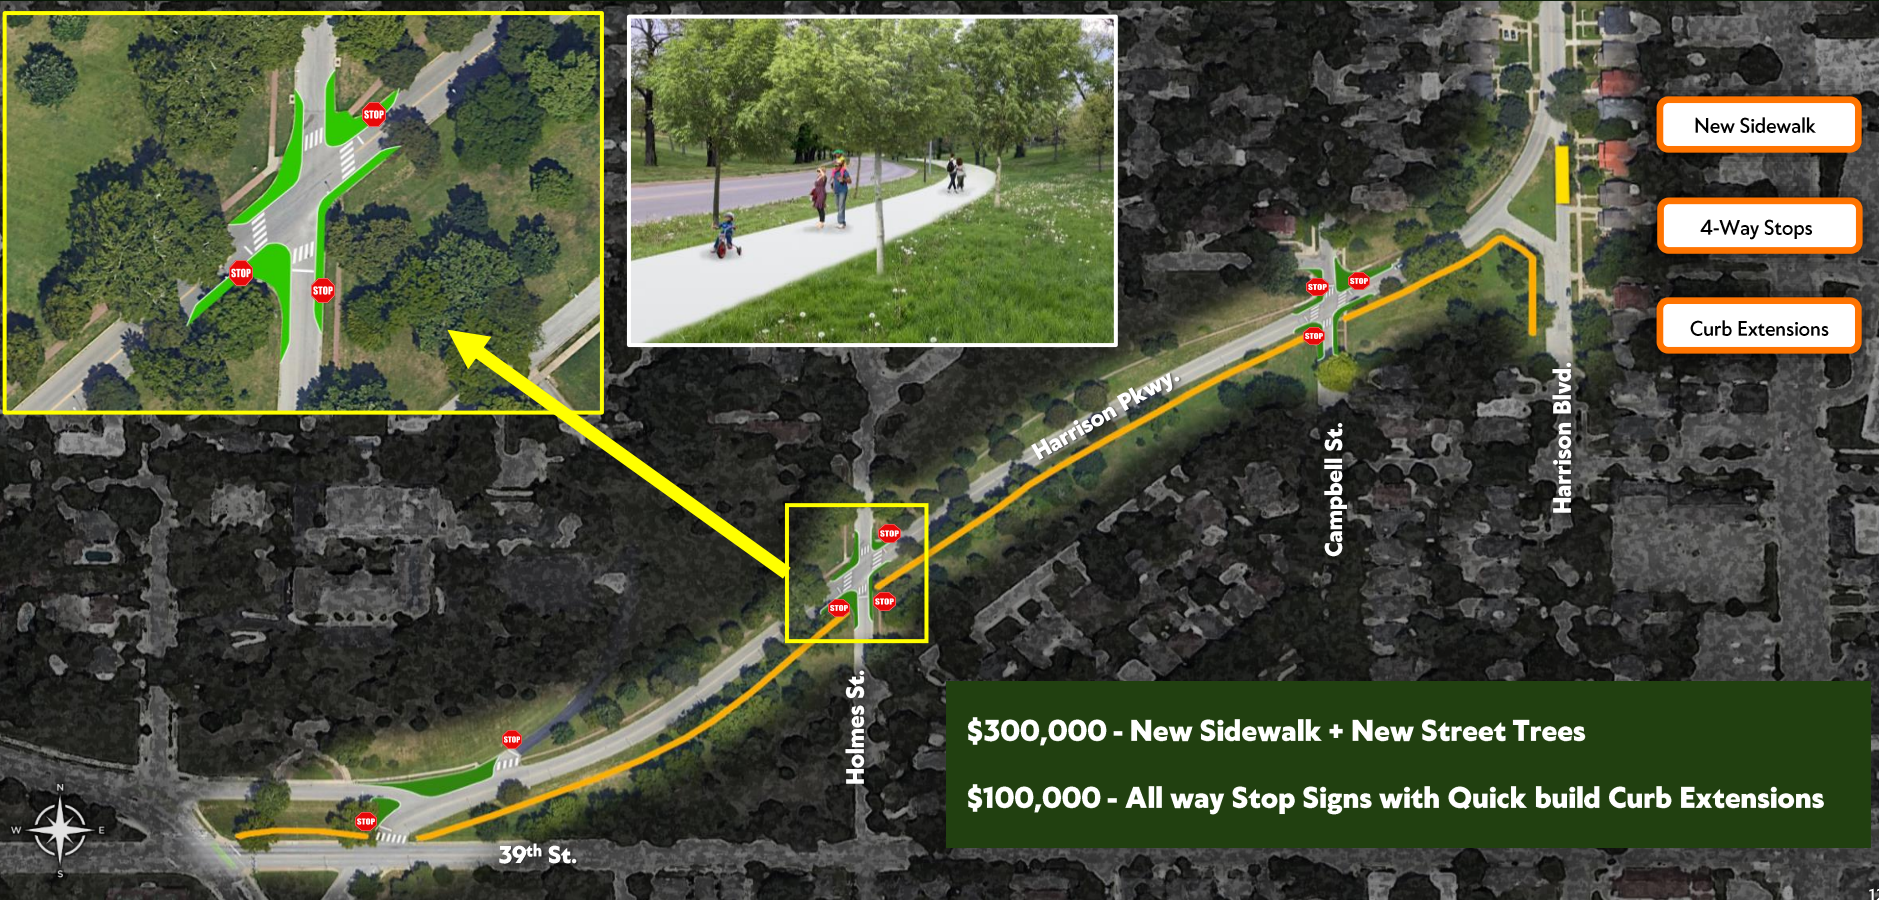 STOP
STOP
STOP
New Sidewalk
4-Way Stops
Curb Extensions
STOP
STOP
STOP
Harrison Pkwy.
Campbell St.
Harrison Blvd.
STOP
STOP
STOP
Holmes St.
STOP
STOP
39th St.
N
W
E
S
$300,000 - New Sidewalk + New Street Trees
$100,000 - All way Stop Signs with Quick build Curb Extensions